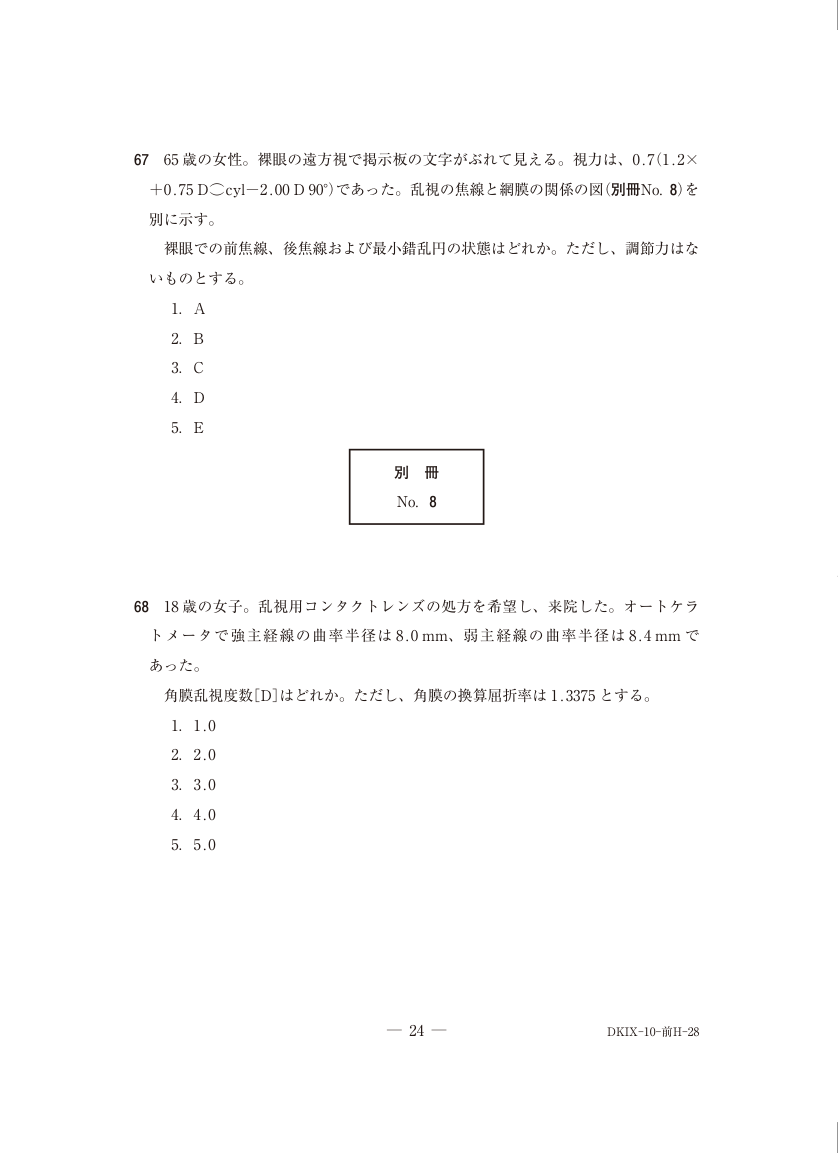 67 65歳の女性。裸眼の遠方視で掲示板の文字がぶれて見える。視力は、0.7(1.2×
+0.75 D⌒cyl−2.00 D 90°)であった。乱視の焦線と網膜の関係の図(別冊No. 8)を
別に示す。
裸眼での前焦線、後焦線および最小錯乱円の状態はどれか。ただし、調節力はな
いものとする。
1. A
2. B
3. C
4. D
5. E
別 冊
No. 8
68 18歳の女子。乱視用コンタクトレンズの処方を希望し、来院した。オートケラ
トメータで強主経線の曲率半径は8.0 mm、弱主経線の曲率半径は8.4 mmで
あった。
角膜乱視度数[D]はどれか。ただし、角膜の換算屈折率は1.3375とする。
1. 1.0
2. 2.0
3. 3.0
4. 4.0
5. 5.0
— 24 —
DKIX-10-前H-28